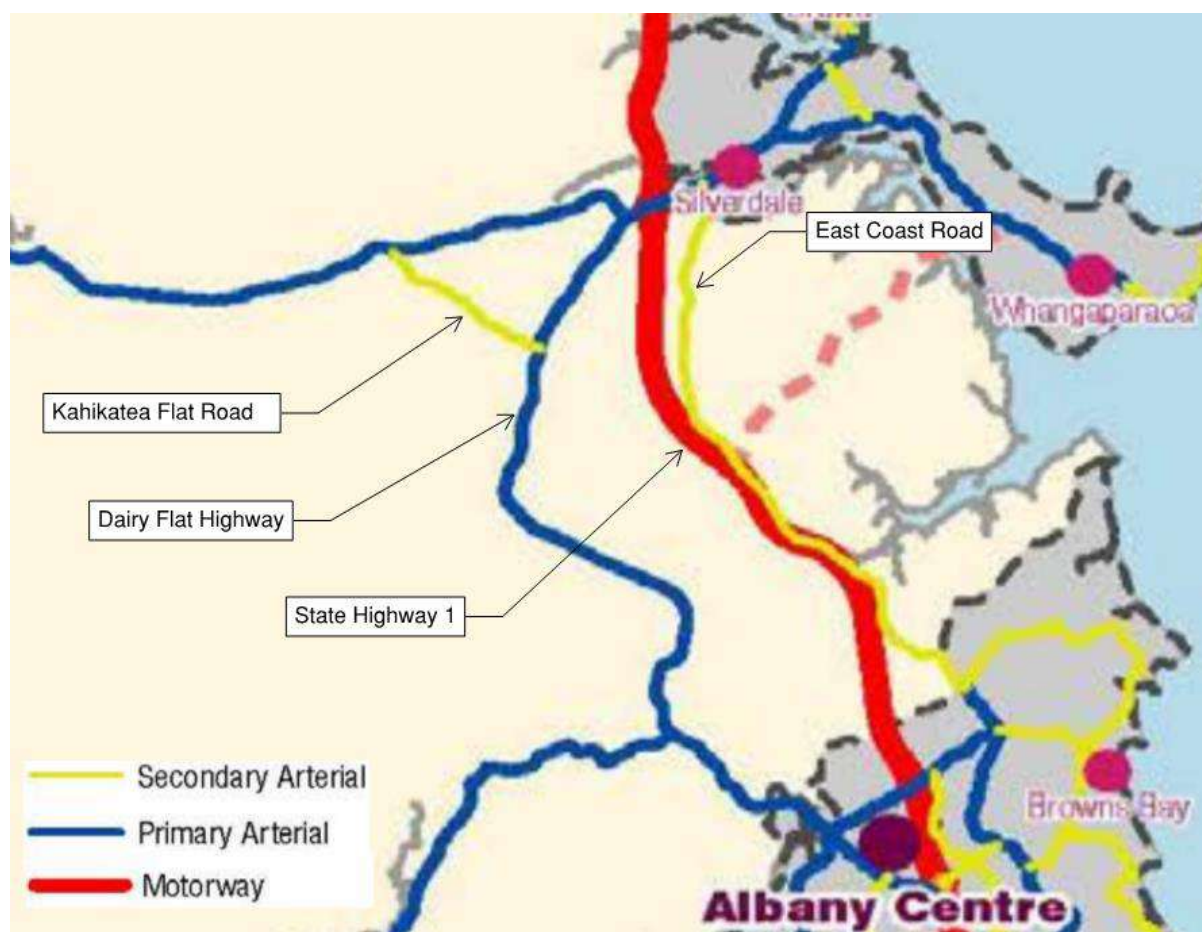 Silverdale
East Coast Road
Whangaparaoa
Kahikatea Flat Road
Dairy Flat Highway
State Highway 1
Secondary Arterial
Primary Arterial
Motorway
Browns Bay
Albany Centre